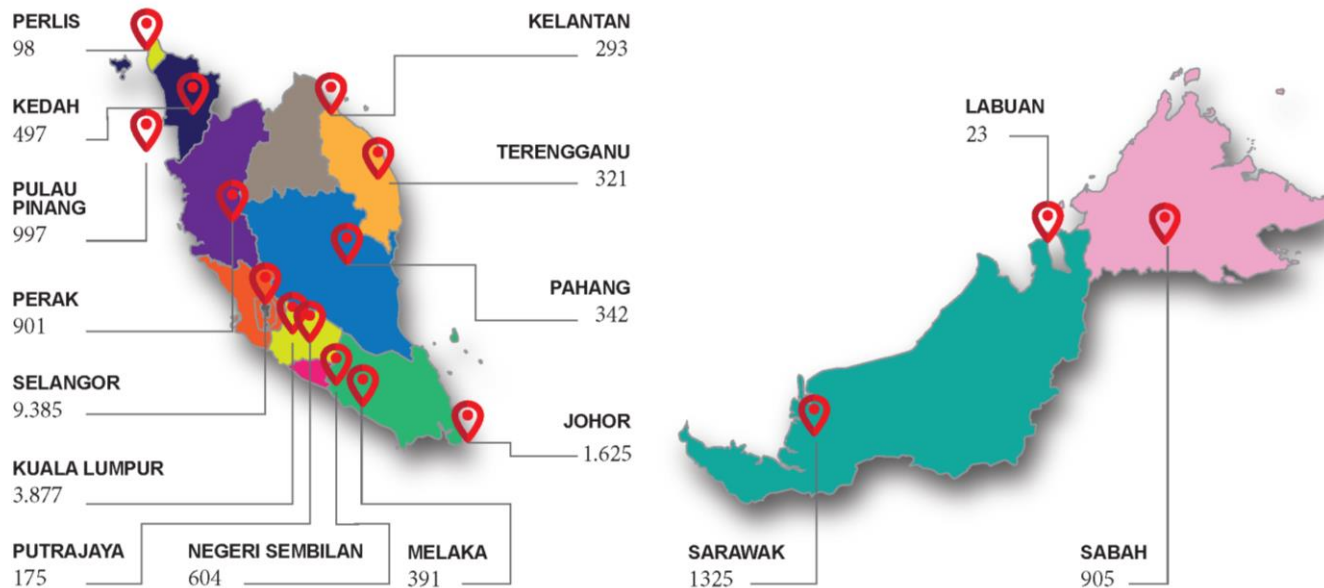 PERLIS
98
KEDAH
497
PULAU
PINANG
997
PERAK
901
SELANGOR
9.385
KUALA LUMPUR
3.877
PUTRAJAYA
175
NEGERI SEMBILAN
604
MELAKA
391
KELANTAN
293
TERENGGANU
321
PAHANG
342
JOHOR
1.625
LABUAN
23
SARAWAK
1325
SABAH
905